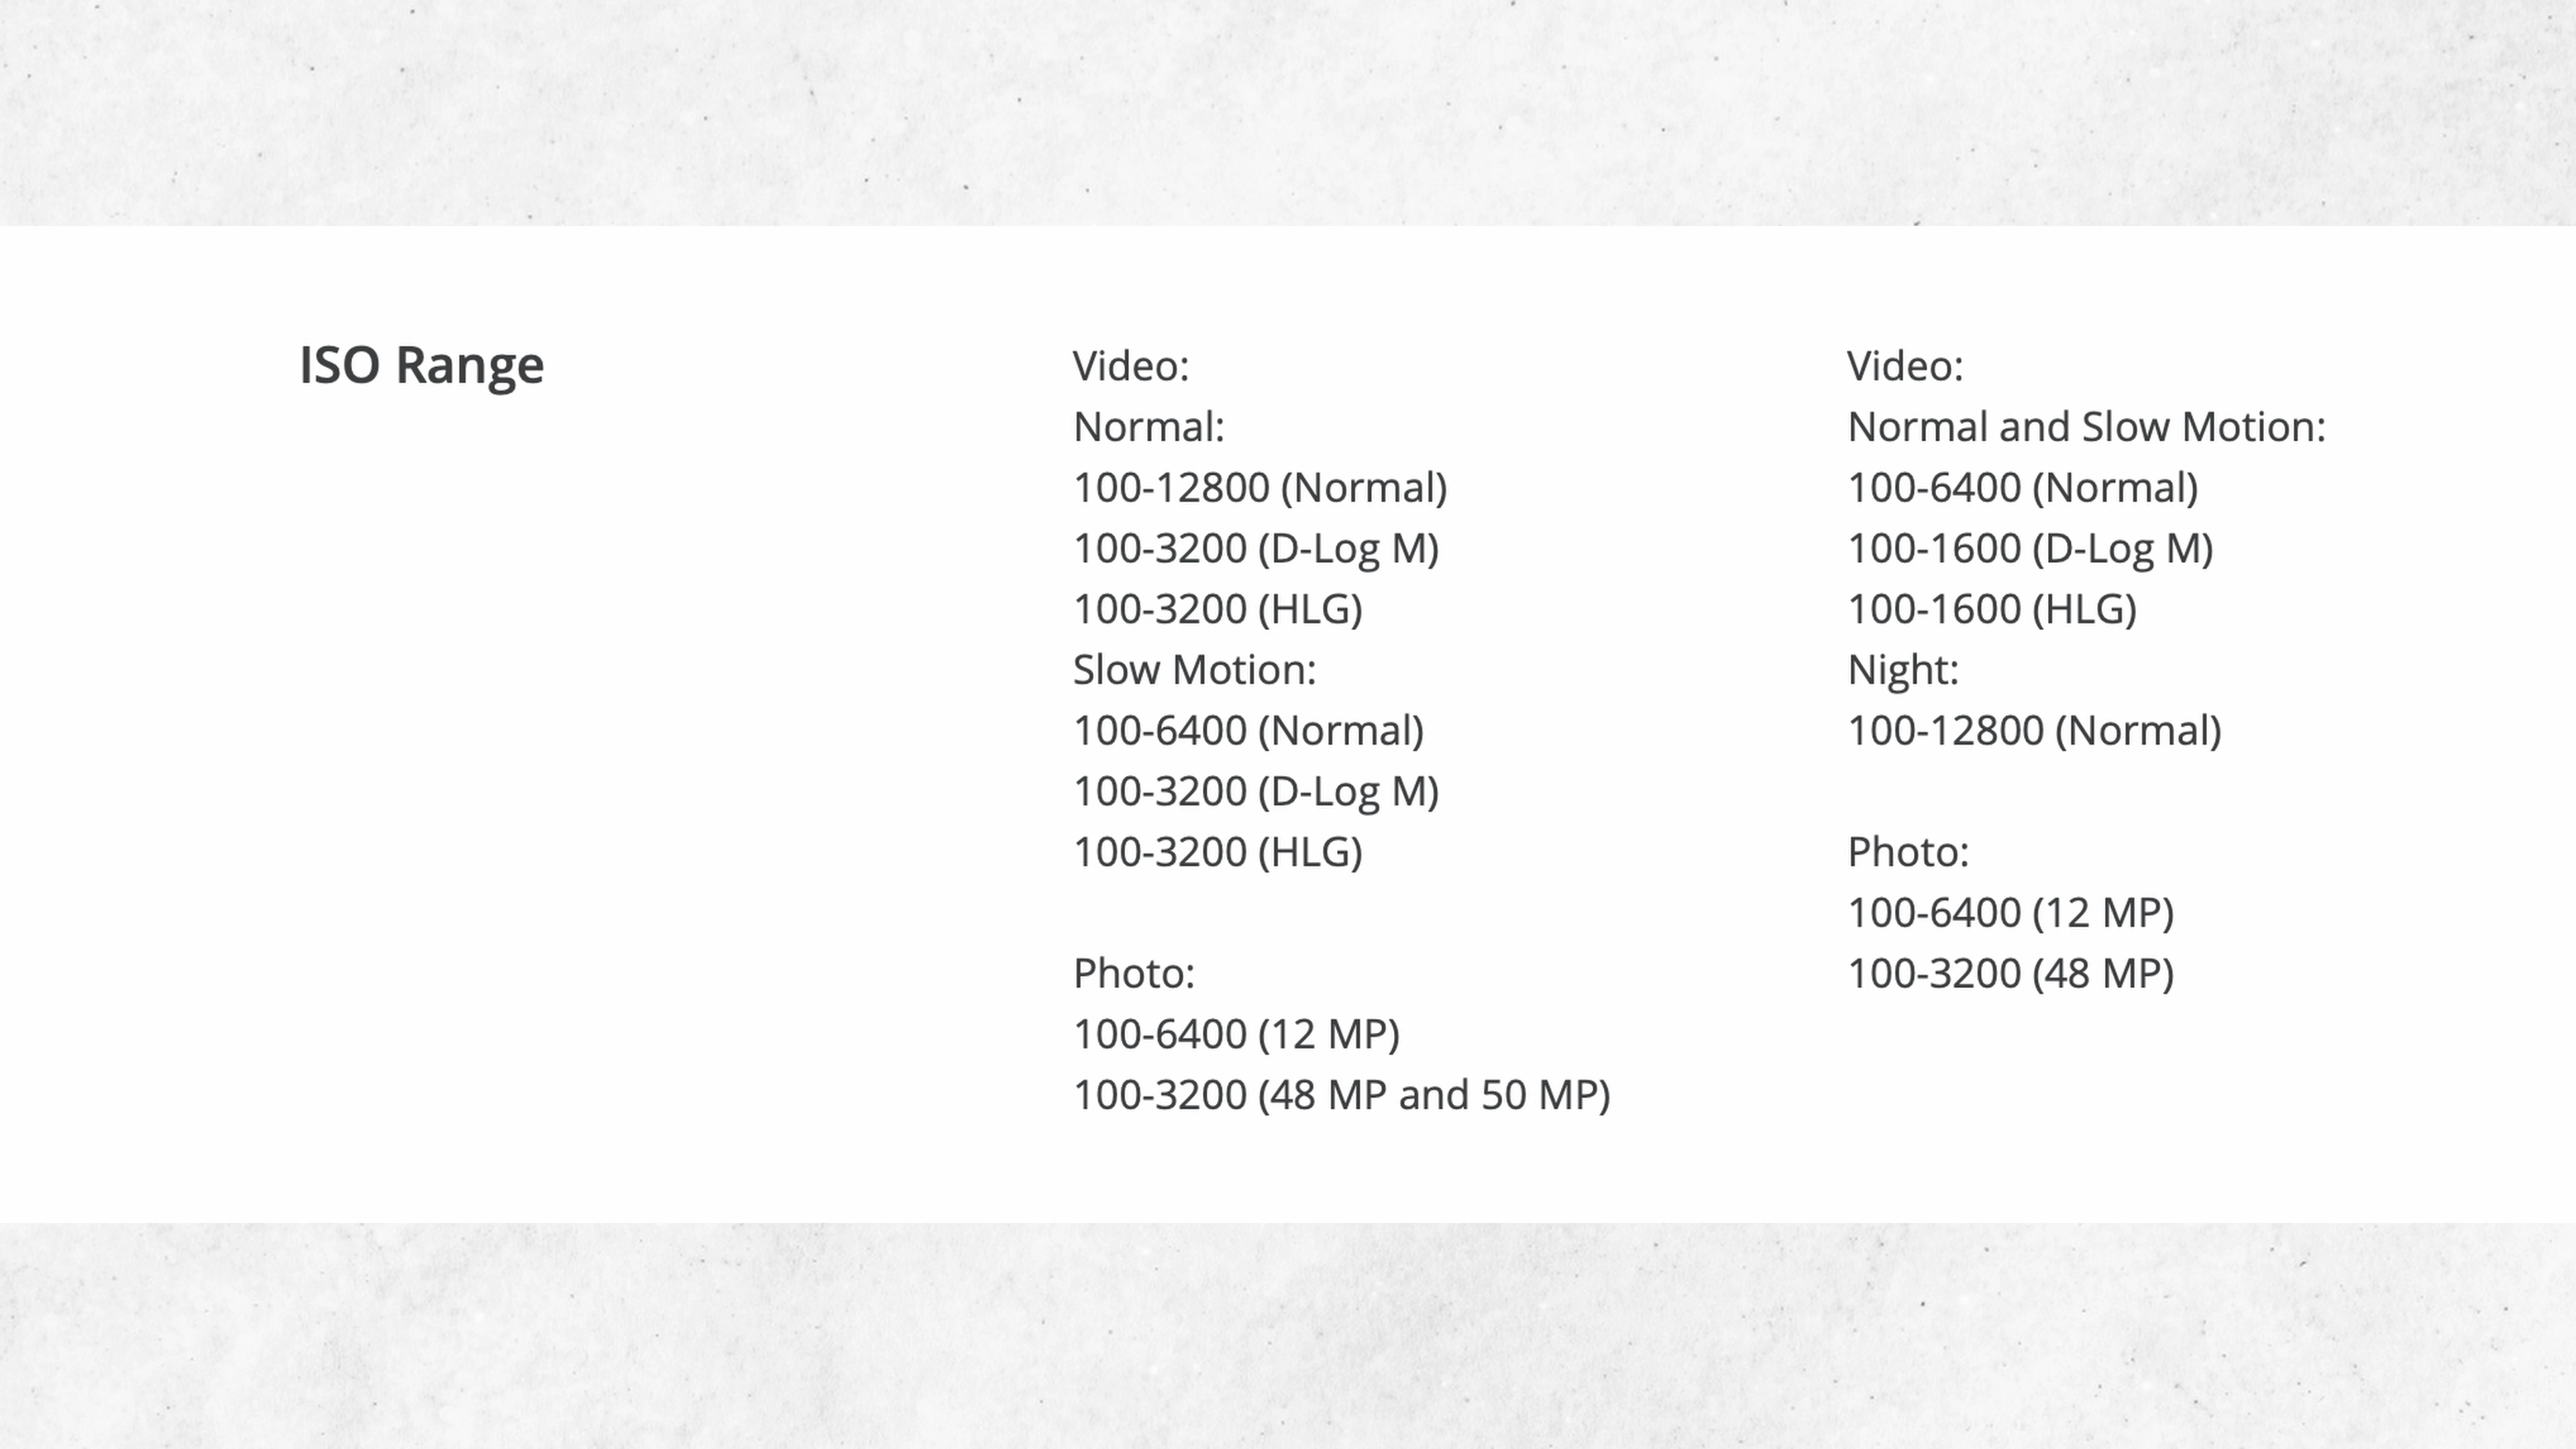 ISO Range
Video:
Normal:
100-12800 (Normal)
100-3200 (D-Log M)
100-3200 (HLG)
Slow Motion:
100-6400 (Normal)
100-3200 (D-Log M)
100-3200 (HLG)
Photo:
100-6400 (12 MP)
100-3200 (48 MP and 50 MP)
Video:
Normal and Slow Motion:
100-6400 (Normal)
100-1600 (D-Log M)
100-1600 (HLG)
Night:
100-12800 (Normal)
Photo:
100-6400 (12 MP)
100-3200 (48 MP)